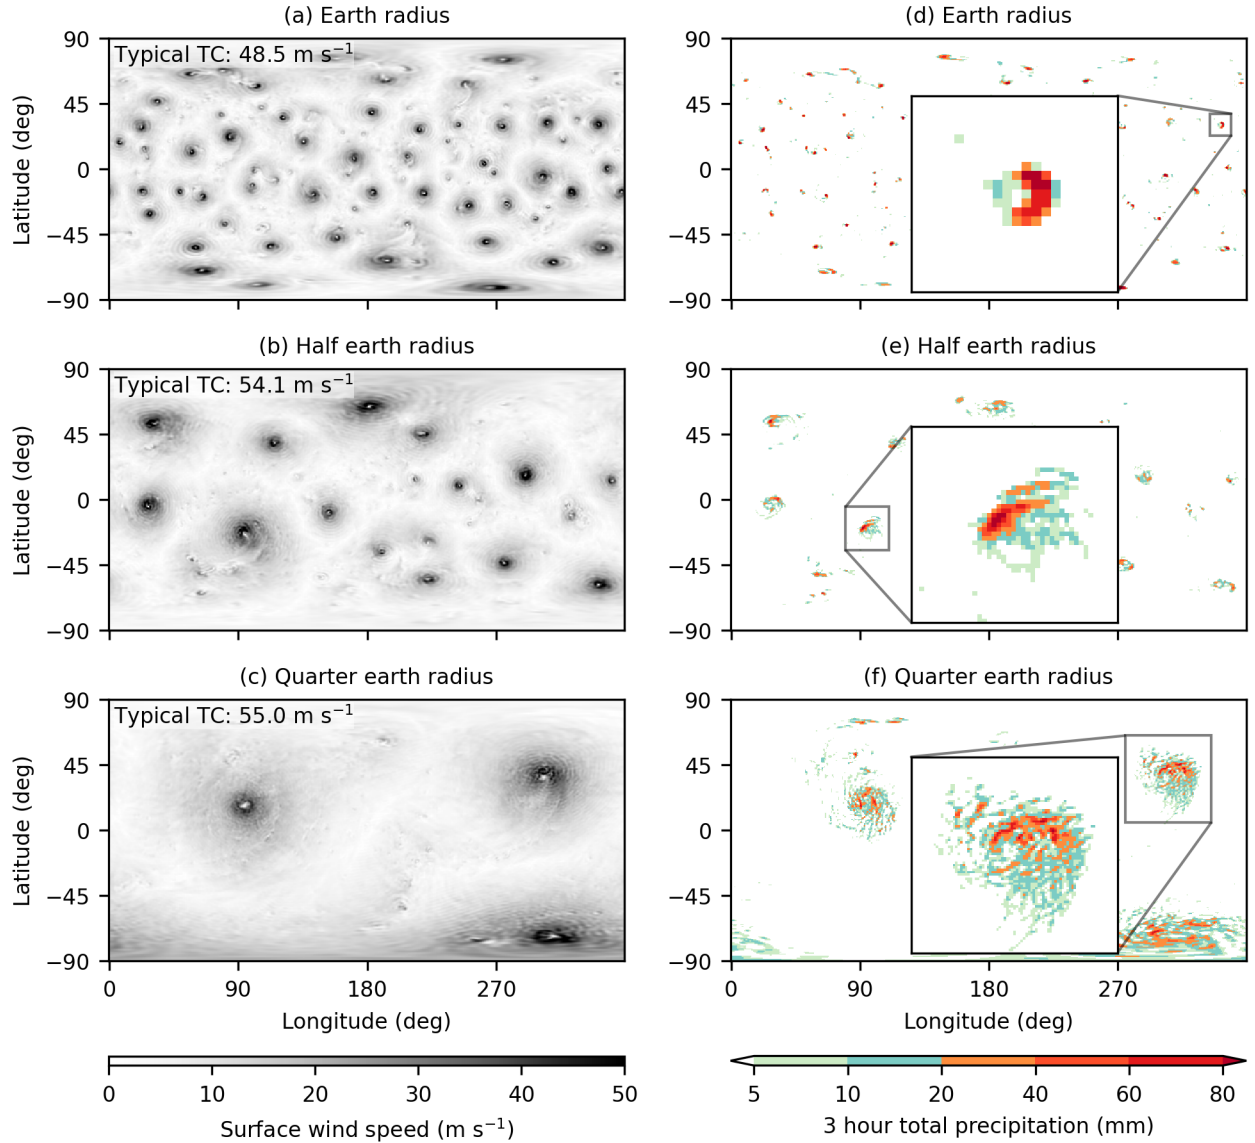 (a) Earth radius
Typical TC: 48.5 m s⁻¹
90
45
0
−45
−90
Latitude (deg)
(d) Earth radius
90
45
0
−45
−90
(b) Half earth radius
Typical TC: 54.1 m s⁻¹
90
45
0
−45
−90
Latitude (deg)
(e) Half earth radius
90
45
0
−45
−90
(c) Quarter earth radius
Typical TC: 55.0 m s⁻¹
90
45
0
−45
−90
Latitude (deg)
0 90 180 270
Longitude (deg)
(f) Quarter earth radius
90
45
0
−45
−90
0 90 180 270
Longitude (deg)
0 10 20 30 40 50
Surface wind speed (m s⁻¹)
5 10 20 40 60 80
3 hour total precipitation (mm)